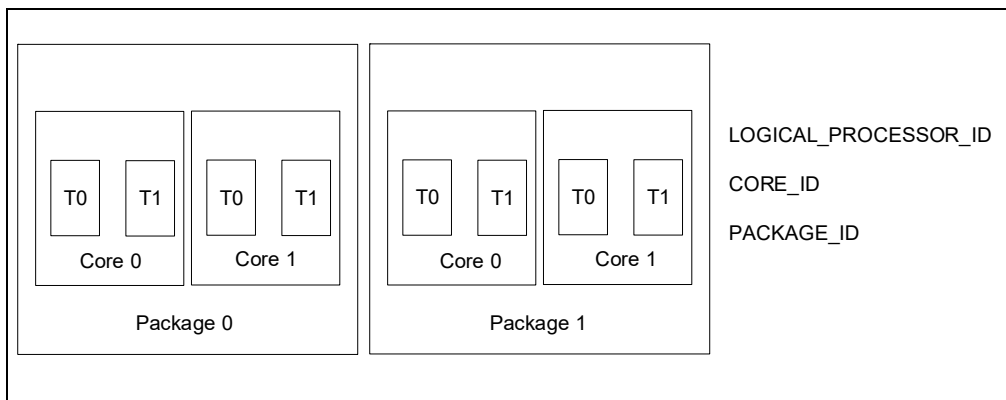 LOGICAL_PROCESSOR_ID
T0 T1 T0 T1 T0 T1 T0 T1
CORE_ID
PACKAGE_ID
Core 0 Core 1 Core 0 Core 1
Package 0 Package 1